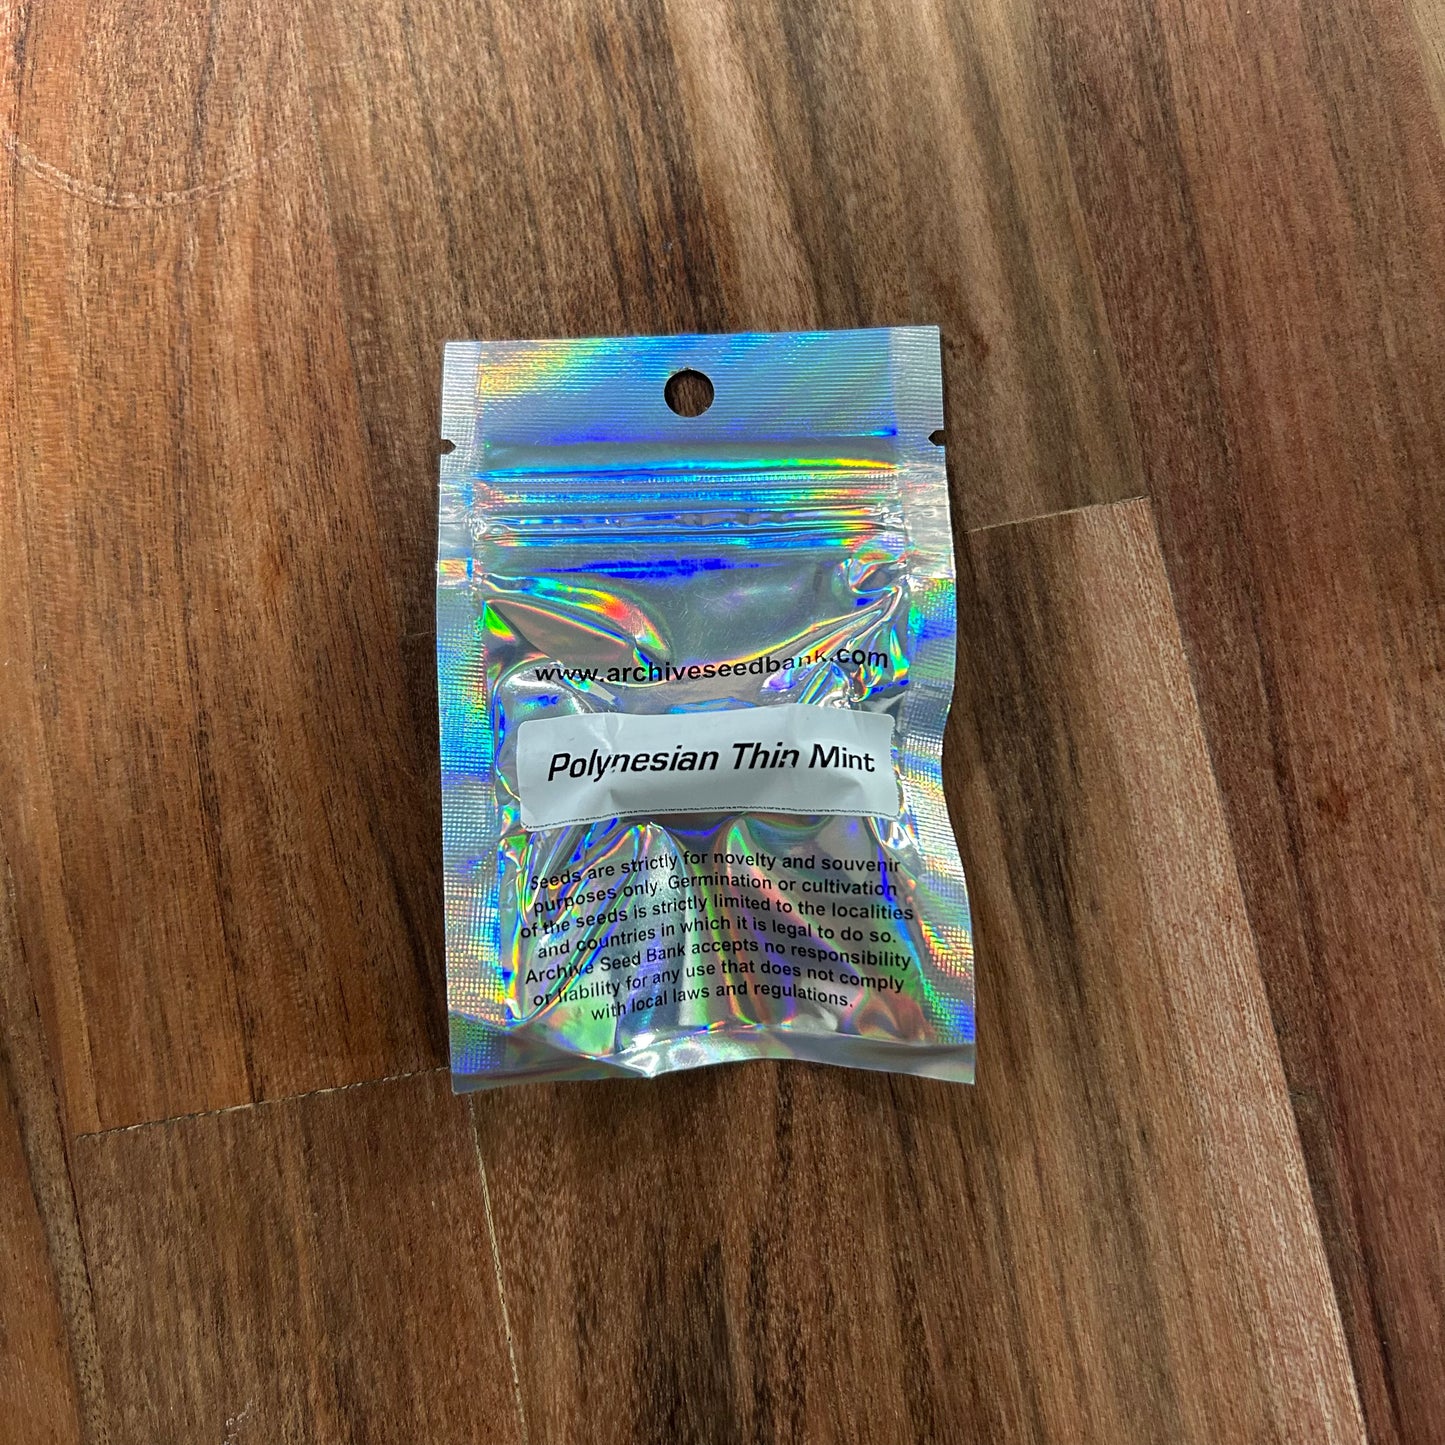 www.archiveseedbank.com
Polynesian Thin Mint
Seeds are strictly for novelty and souvenir
purposes only. Germination or cultivation
of the seeds is strictly limited to the localities
and countries in which it is legal to do so.
Archive Seed Bank accepts no responsibility
or liability for any use that does not comply
with local laws and regulations.